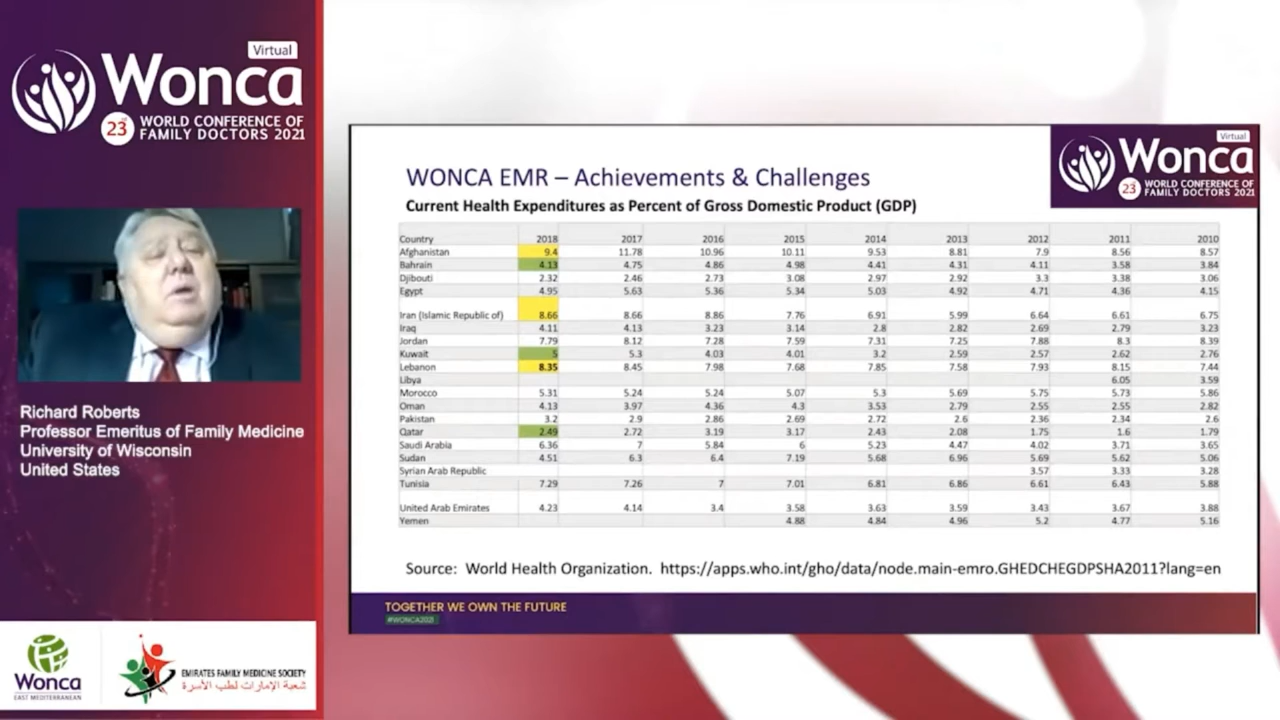 Virtual
Wonca
23rd WORLD CONFERENCE OF
FAMILY DOCTORS 2021
Richard Roberts
Professor Emeritus of Family Medicine
University of Wisconsin
United States
Wonca
EAST MEDITERRANEAN
EMIRATES FAMILY MEDICINE SOCIETY
شعبة الإمارات لطب الأسرة
Virtual
Wonca
23 WORLD CONFERENCE OF
FAMILY DOCTORS 2021
WONCA EMR – Achievements & Challenges
Current Health Expenditures as Percent of Gross Domestic Product (GDP)
Country 2018 2017 2016 2015 2014 2013 2012 2011 2010
Afghanistan 9.4 11.78 10.96 10.11 9.53 8.81 7.9 8.56 8.57
Bahrain 4.13 4.75 4.86 4.98 4.41 4.31 4.11 3.58 3.84
Djibouti 2.32 2.46 2.73 3.08 2.97 2.92 3.3 3.38 3.06
Egypt 4.95 5.63 5.36 5.34 5.03 4.92 4.71 4.36 4.15
Iran (Islamic Republic of) 8.66 8.66 8.86 7.76 6.91 5.99 6.64 6.61 6.75
Iraq 4.11 4.13 3.23 3.14 2.8 2.82 2.69 2.79 3.23
Jordan 7.79 8.12 7.28 7.59 7.31 7.25 7.88 8.3 8.39
Kuwait 5 5.3 4.03 4.01 3.2 2.59 2.57 2.62 2.76
Lebanon 8.35 8.45 7.98 7.68 7.85 7.58 7.93 8.15 7.44
Libya 6.05 3.59
Morocco 5.31 5.24 5.24 5.07 5.3 5.69 5.75 5.73 5.86
Oman 4.13 3.97 4.36 4.3 3.53 2.79 2.55 2.55 2.82
Pakistan 3.2 2.9 2.86 2.69 2.72 2.6 2.36 2.34 2.6
Qatar 2.49 2.72 3.19 3.17 2.43 2.08 1.75 1.6 1.79
Saudi Arabia 6.36 7 5.84 6 5.23 4.47 4.02 3.71 3.65
Sudan 4.51 6.3 6.4 7.19 5.68 6.96 5.69 5.62 5.06
Syrian Arab Republic 3.57 3.33 3.28
Tunisia 7.29 7.26 7 7.01 6.81 6.86 6.61 6.43 5.88
United Arab Emirates 4.23 4.14 3.4 3.58 3.63 3.59 3.43 3.67 3.88
Yemen 4.88 4.84 4.96 5.2 4.77 5.16
Source: World Health Organization. https://apps.who.int/gho/data/node.main-emro.GHEDCHEGDPSHA2011?lang=en
TOGETHER WE OWN THE FUTURE
#WONCA2021